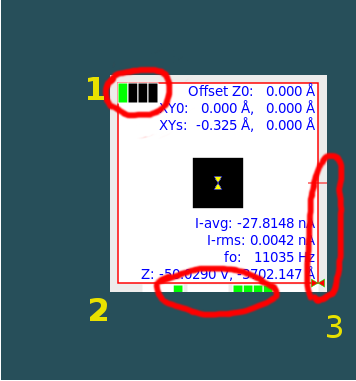 1
Offset Z0: 0.000 Å
XY0: 0.000 Å, 0.000 Å
XYs: -0.325 Å, 0.000 Å
I-avg: -27.8148 nA
I-rms: 0.0042 nA
fo: 11035 Hz
Z: -50.0290 V, -3702.147 Å
2
3